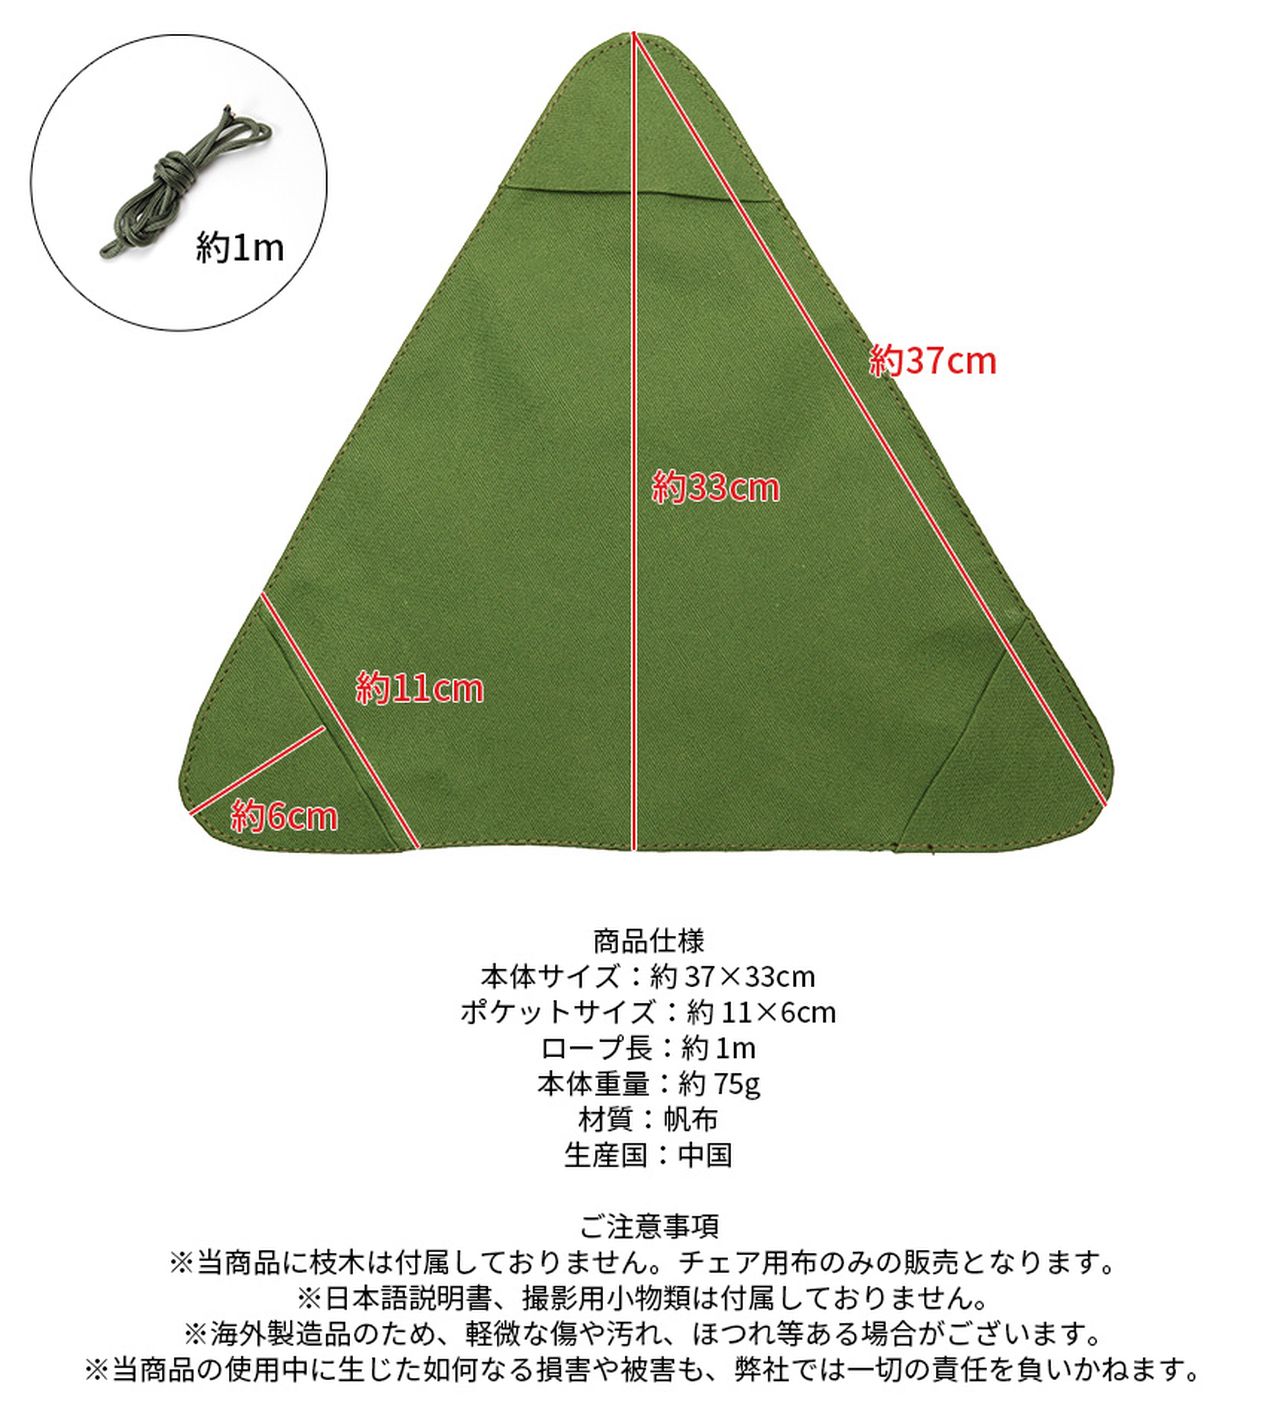 約1m
約37cm
約33cm
約11cm
約6cm
商品仕様
本体サイズ：約 37×33cm
ポケットサイズ：約 11×6cm
ロープ長：約 1m
本体重量：約 75g
材質：帆布
生産国：中国
ご注意事項
※当商品に枝木は付属しておりません。チェア用布のみの販売となります。
※日本語説明書、撮影用小物類は付属しておりません。
※海外製造品のため、軽微な傷や汚れ、ほつれ等ある場合がございます。
※当商品の使用中に生じた如何なる損害や被害も、弊社では一切の責任を負いかねます。